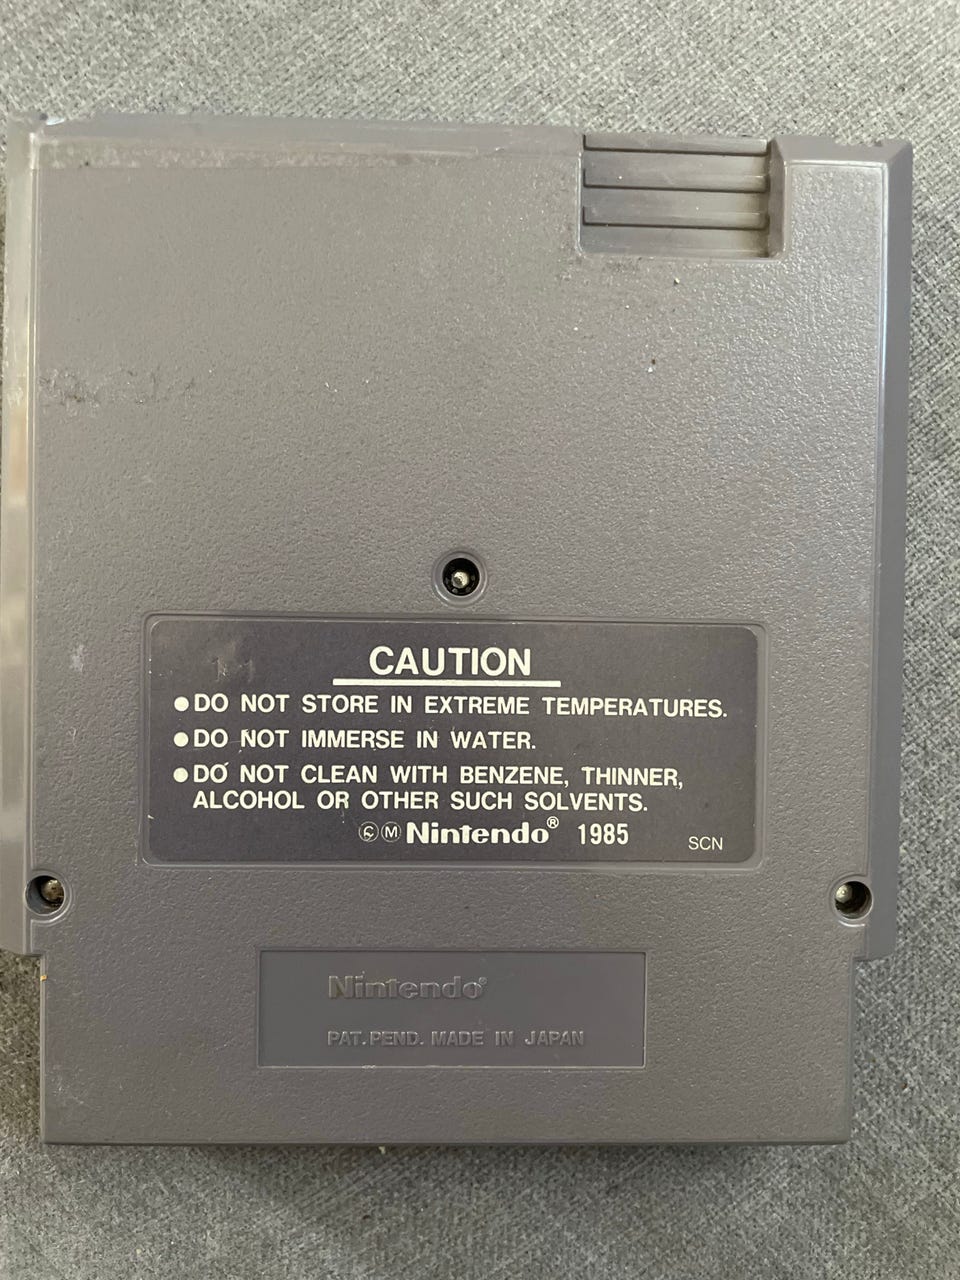 CAUTION
●DO NOT STORE IN EXTREME TEMPERATURES.
●DO NOT IMMERSE IN WATER.
●DO NOT CLEAN WITH BENZENE, THINNER,
ALCOHOL OR OTHER SUCH SOLVENTS.
ⒸⓂNintendo® 1985 SCN
Nintendo®
PAT. PEND. MADE IN JAPAN